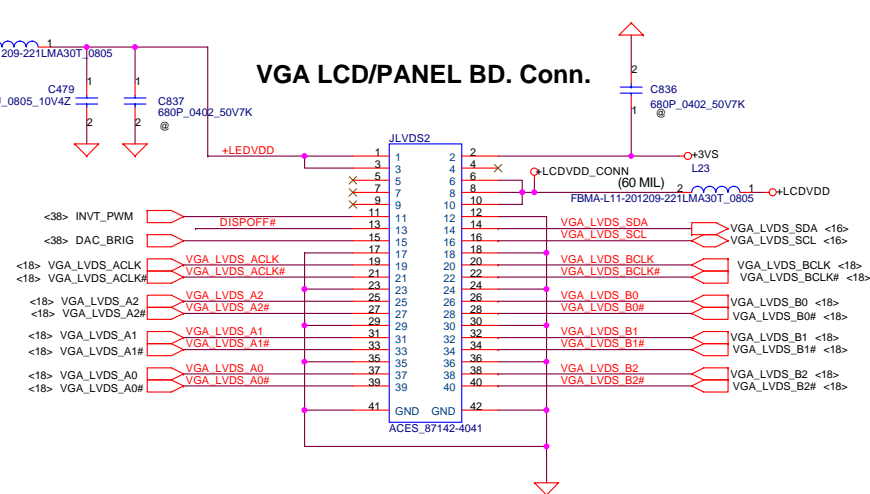 209-221LMA30T_0805
1
VGA LCD/PANEL BD. Conn.
C479
_0805_10V4Z
1
2
C837
680P_0402_50V7K
@
1
2
2
C836
680P_0402_50V7K
@
1
JLVDS2
+LEDVDD
1 1 2 2
3 3 4 4
5 5 6 6
7 7 8 8
9 9 10 10
11 11 12 12
13 13 14 14
15 15 16 16
17 17 18 18
19 19 20 20
21 21 22 22
23 23 24 24
25 25 26 26
27 27 28 28
29 29 30 30
31 31 32 32
33 33 34 34
35 35 36 36
37 37 38 38
39 39 40 40
41 GND GND 42
ACES_87142-4041
+3VS
L23
+LCDVDD_CONN
(60 MIL)
2 1
+LCDVDD
FBMA-L11-201209-221LMA30T_0805
<38> INVT_PWM
DISPOFF#
<38> DAC_BRIG
<18> VGA_LVDS_ACLK VGA_LVDS_ACLK
<18> VGA_LVDS_ACLK# VGA_LVDS_ACLK#
<18> VGA_LVDS_A2 VGA_LVDS_A2
<18> VGA_LVDS_A2# VGA_LVDS_A2#
<18> VGA_LVDS_A1 VGA_LVDS_A1
<18> VGA_LVDS_A1# VGA_LVDS_A1#
<18> VGA_LVDS_A0 VGA_LVDS_A0
<18> VGA_LVDS_A0# VGA_LVDS_A0#
VGA_LVDS_SDA VGA_LVDS_SDA <16>
VGA_LVDS_SCL VGA_LVDS_SCL <16>
VGA_LVDS_BCLK VGA_LVDS_BCLK <18>
VGA_LVDS_BCLK# VGA_LVDS_BCLK# <18>
VGA_LVDS_B0 VGA_LVDS_B0 <18>
VGA_LVDS_B0# VGA_LVDS_B0# <18>
VGA_LVDS_B1 VGA_LVDS_B1 <18>
VGA_LVDS_B1# VGA_LVDS_B1# <18>
VGA_LVDS_B2 VGA_LVDS_B2 <18>
VGA_LVDS_B2# VGA_LVDS_B2# <18>